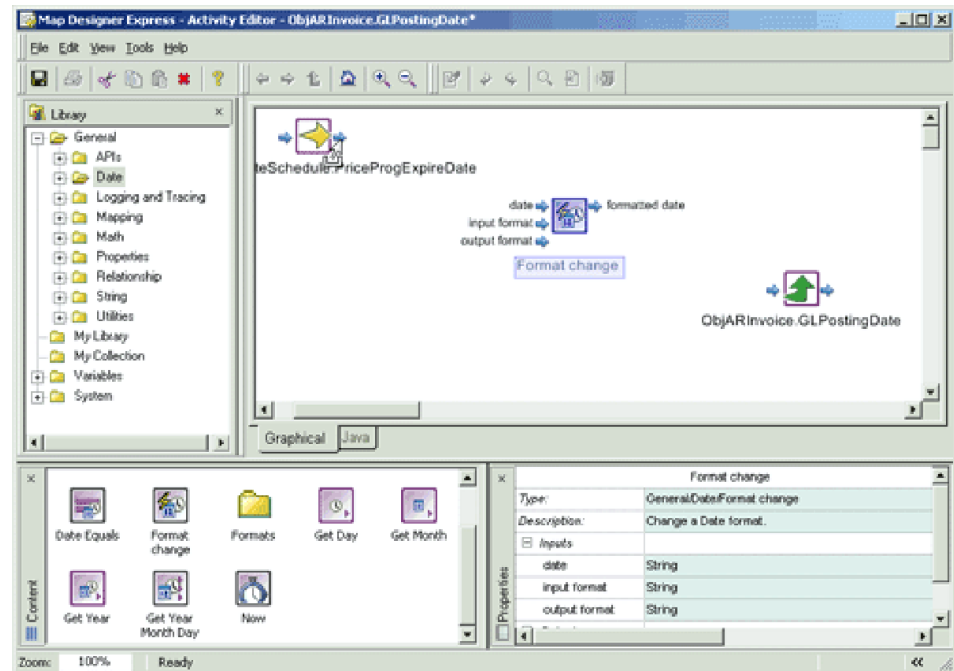 Map Designer Express - Activity Editor - ObjARInvoice.GLPostingDate*
File Edit View Tools Help
Library
General
APIs
Date
Logging and Tracing
Mapping
Math
Properties
Relationship
String
Utilities
My Library
My Collection
Variables
System
teSchedule.PriceProgExpireDate
date
formatted date
input format
output format
Format change
ObjARInvoice.GLPostingDate
Graphical Java
Content
Date Equals
Format change
Formats
Get Day
Get Month
Get Year
Get Year Month Day
Now
Properties
Format change
Type: General/Date/Format change
Description: Change a Date format.
Inputs
date String
input format String
output format String
Zoom: 100% Ready